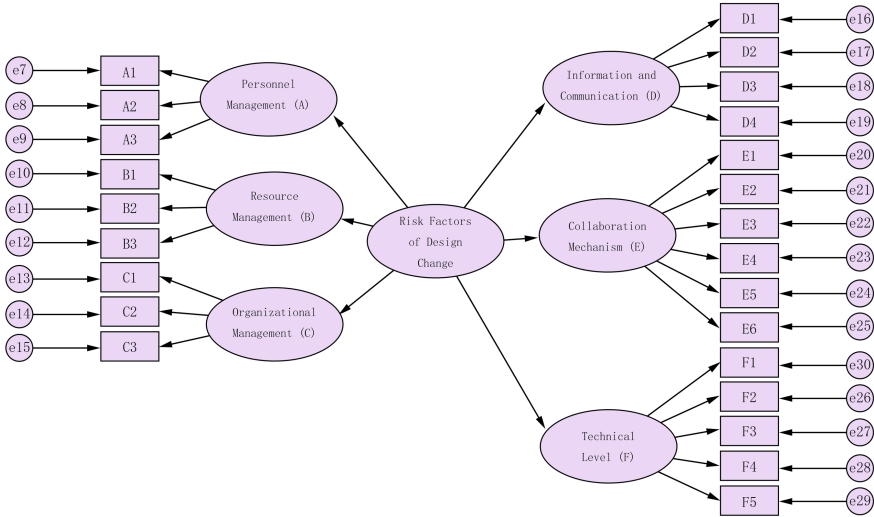 e7
A1
e8
A2
e9
A3
Personnel
Management (A)
e10
B1
e11
B2
e12
B3
Resource
Management (B)
e13
C1
e14
C2
e15
C3
Organizational
Management (C)
Risk Factors
of Design
Change
Information and
Communication (D)
D1
e16
D2
e17
D3
e18
D4
e19
Collaboration
Mechanism (E)
E1
e20
E2
e21
E3
e22
E4
e23
E5
e24
E6
e25
Technical
Level (F)
F1
e30
F2
e26
F3
e27
F4
e28
F5
e29